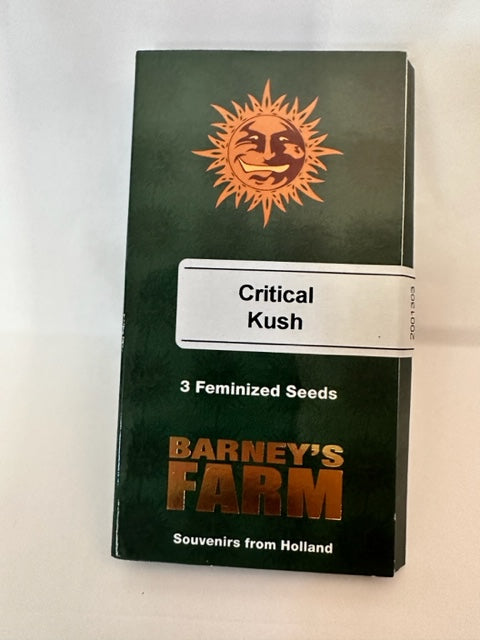 Critical
Kush
2001303
3 Feminized Seeds
BARNEY'S
FARM
Souvenirs from Holland